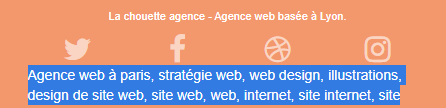 La chouette agence - Agence web basée à Lyon.
Agence web à paris, stratégie web, web design, illustrations,
design de site web, site web, web, internet, site internet, site